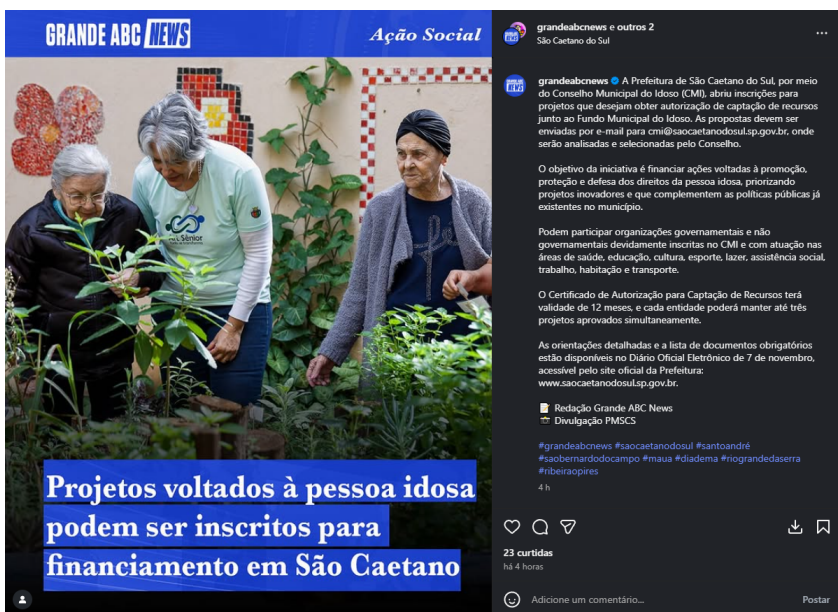 GRANDE ABC NEWS
Ação Social
Projetos voltados à pessoa idosa
podem ser inscritos para
financiamento em São Caetano
grandeabcnews e outros 2
São Caetano do Sul
grandeabcnews A Prefeitura de São Caetano do Sul, por meio
do Conselho Municipal do Idoso (CMI), abriu inscrições para
projetos que desejam obter autorização de captação de recursos
junto ao Fundo Municipal do Idoso. As propostas devem ser
enviadas por e-mail para cmi@saocaetanodosul.sp.gov.br, onde
serão analisadas e selecionadas pelo Conselho.
O objetivo da iniciativa é financiar ações voltadas à promoção,
proteção e defesa dos direitos da pessoa idosa, priorizando
projetos inovadores e que complementem as políticas públicas já
existentes no município.
Podem participar organizações governamentais e não
governamentais devidamente inscritas no CMI e com atuação nas
áreas de saúde, educação, cultura, esporte, lazer, assistência social,
trabalho, habitação e transporte.
O Certificado de Autorização para Captação de Recursos terá
validade de 12 meses, e cada entidade poderá manter até três
projetos aprovados simultaneamente.
As orientações detalhadas e a lista de documentos obrigatórios
estão disponíveis no Diário Oficial Eletrônico de 7 de novembro,
acessível pelo site oficial da Prefeitura:
www.saocaetanodosul.sp.gov.br.
Redação Grande ABC News
Divulgação PMSCS
#grandeabcnews #saocaetanodosul #santoandré
#saobernardodocampo #maua #diadema #riograndedaserra
#ribeiraopires
4 h
23 curtidas
há 4 horas
Adicione um comentário...
Postar